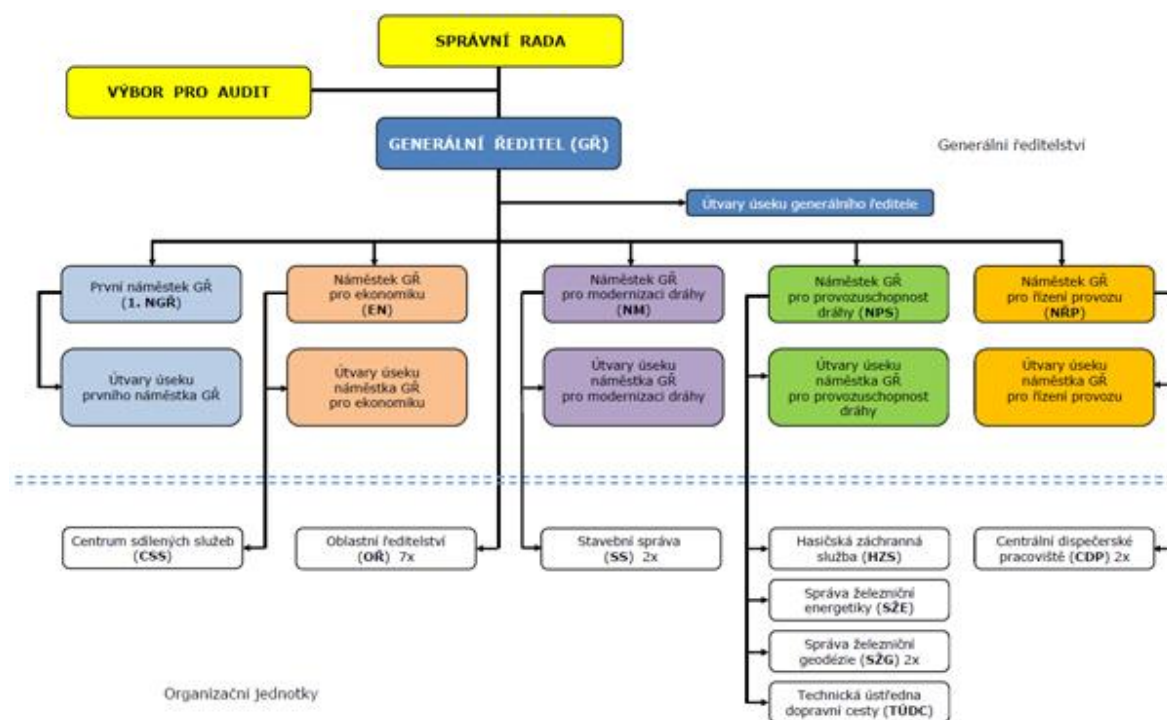 SPRÁVNÍ RADA
VÝBOR PRO AUDIT
GENERÁLNÍ ŘEDITEL (GŘ)
Generální ředitelství
Útvary úseku generálního ředitele
První náměstek GŘ
(1. NGŘ)
Náměstek GŘ
pro ekonomiku
(EN)
Náměstek GŘ
pro modernizaci dráhy
(NM)
Náměstek GŘ
pro provozuschopnost
dráhy (NPS)
Náměstek GŘ
pro řízení provozu
(NŘP)
Útvary úseku
prvního náměstka GŘ
Útvary úseku
náměstka GŘ
pro ekonomiku
Útvary úseku
náměstka GŘ
pro modernizaci dráhy
Útvary úseku
náměstka GŘ
pro provozuschopnost
dráhy
Útvary úseku
náměstka GŘ
pro řízení provozu
Centrum sdílených služeb
(CSS)
Oblastní ředitelství
(OŘ) 7x
Stavební správa
(SS) 2x
Hasičská záchranná
služba (HZS)
Centrální dispečerské
pracoviště (CDP) 2x
Správa železniční
energetiky (SŽE)
Správa železniční
geodézie (SŽG) 2x
Technická ústředna
dopravní cesty (TÚDC)
Organizační jednotky